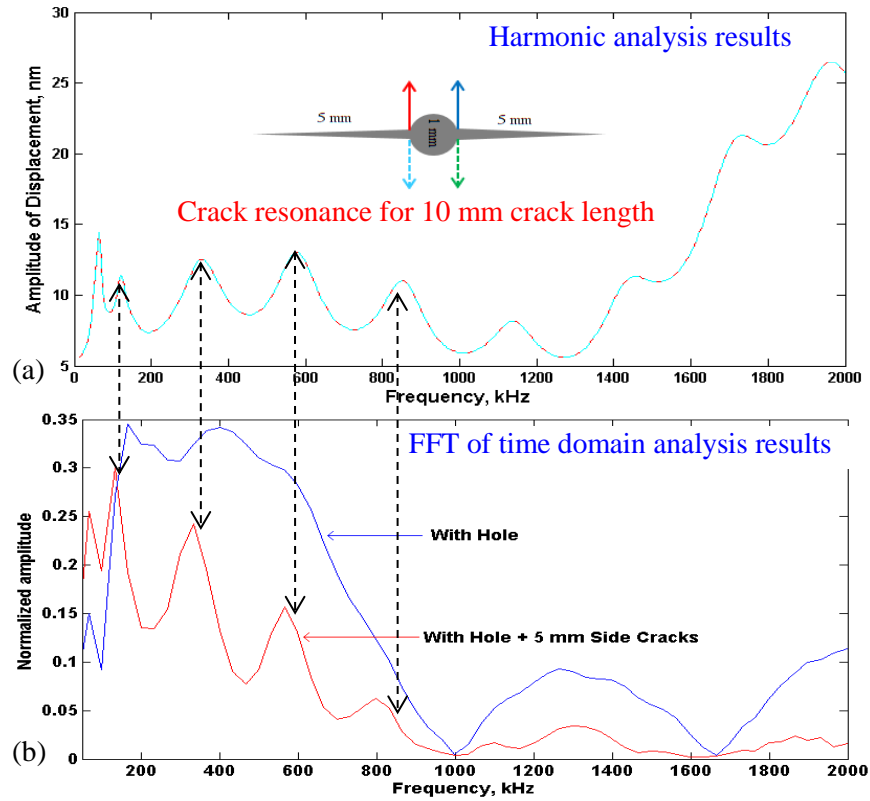 Harmonic analysis results
5 mm
1 mm
5 mm
Crack resonance for 10 mm crack length
Amplitude of Displacement, nm
30
25
20
15
10
5
0 200 400 600 800 1000 1200 1400 1600 1800 2000
Frequency, kHz
(a)
FFT of time domain analysis results
With Hole
With Hole + 5 mm Side Cracks
Normalized amplitude
0.35
0.3
0.25
0.2
0.15
0.1
0.05
0
200 400 600 800 1000 1200 1400 1600 1800 2000
Frequency, kHz
(b)